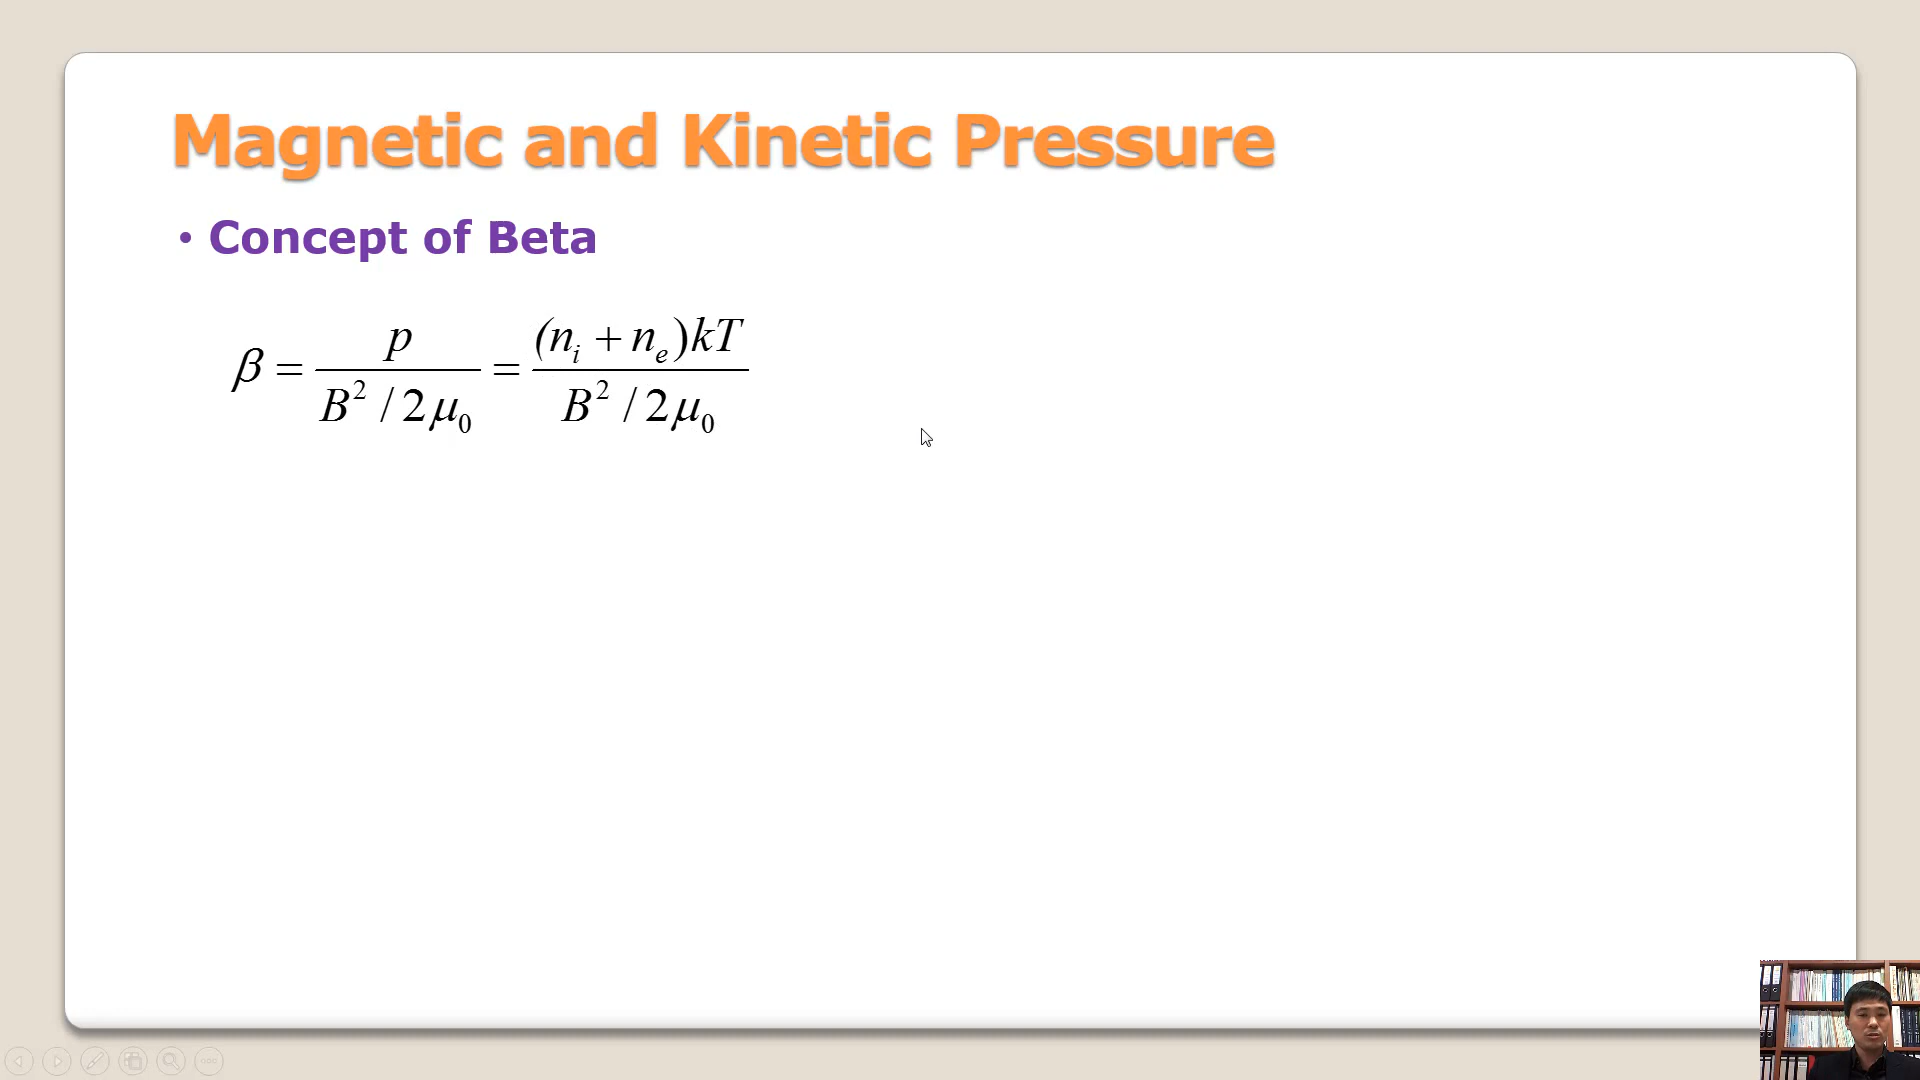 Magnetic and Kinetic Pressure
• Concept of Beta
β = p / (B² / 2μ₀) = (nᵢ + nₑ)kT / (B² / 2μ₀)